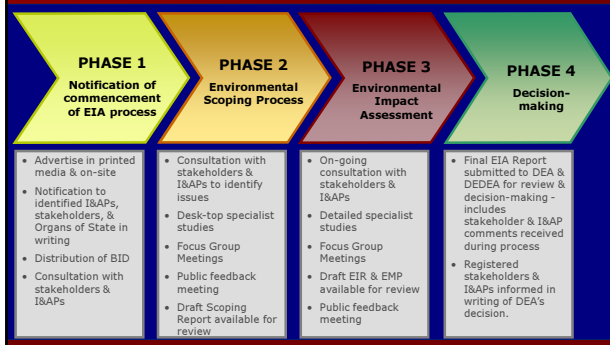 PHASE 1
Notification of
commencement
of EIA process
PHASE 2
Environmental
Scoping Process
PHASE 3
Environmental
Impact
Assessment
PHASE 4
Decision-
making
• Advertise in printed
media & on-site
• Notification to
identified I&APs,
stakeholders, &
Organs of State in
writing
• Distribution of BID
• Consultation with
stakeholders &
I&APs
• Consultation with
stakeholders &
I&APs to identify
issues
• Desk-top specialist
studies
• Focus Group
Meetings
• Public feedback
meeting
• Draft Scoping
Report available for
review
• On-going
consultation with
stakeholders &
I&APs
• Detailed specialist
studies
• Focus Group
Meetings
• Draft EIR & EMP
available for review
• Public feedback
meeting
• Final EIA Report
submitted to DEA &
DEDEA for review &
decision-making -
includes
stakeholder & I&AP
comments received
during process
• Registered
stakeholders &
I&APs informed in
writing of DEA's
decision.